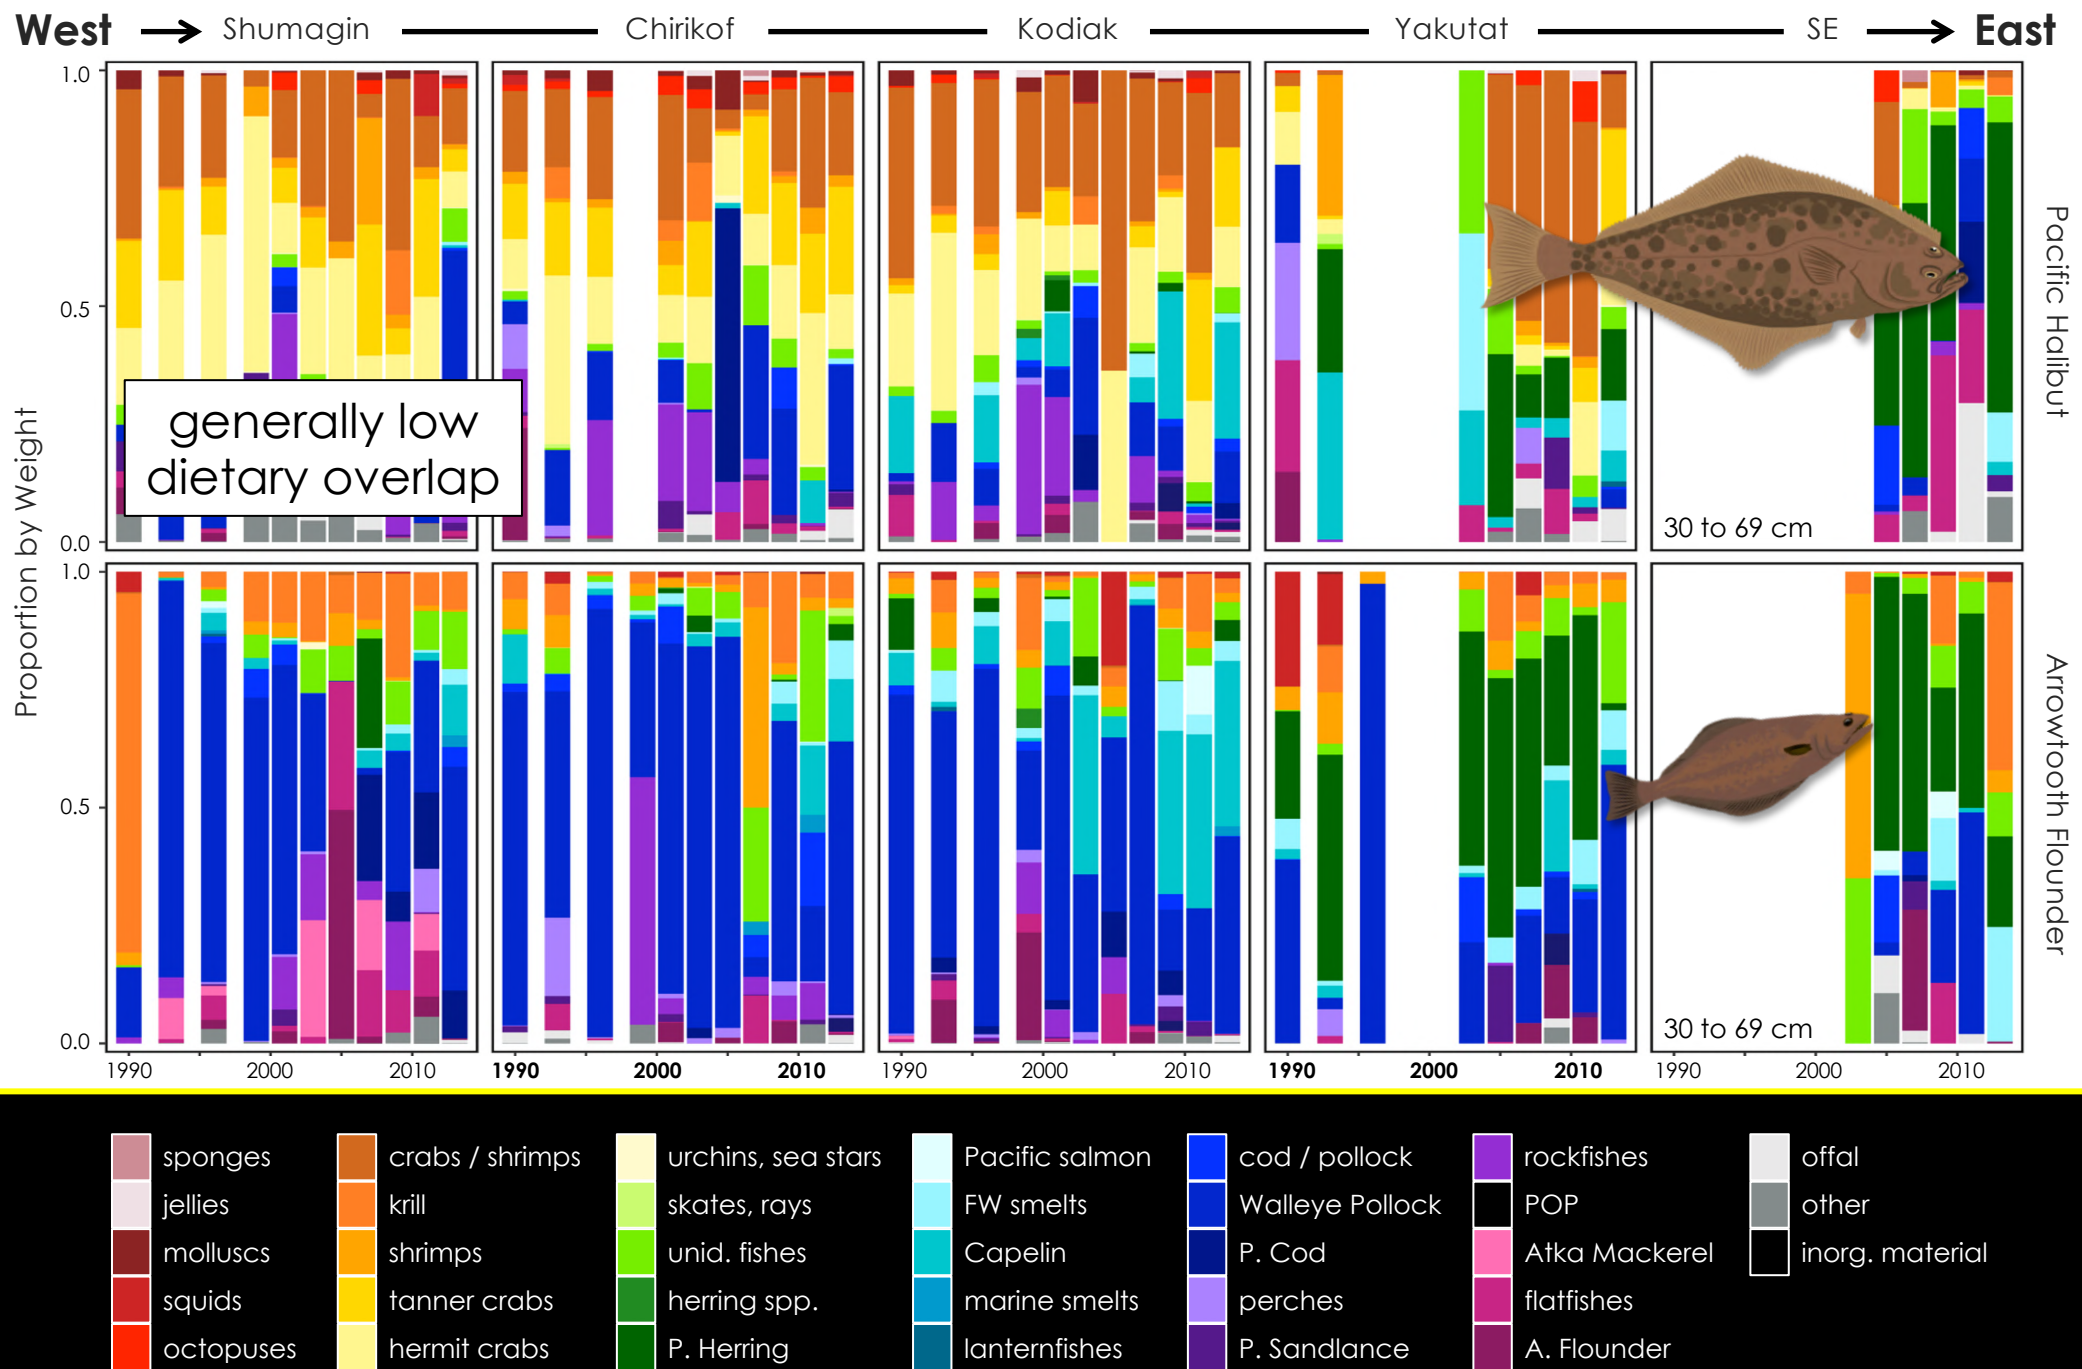 West Shumagin Chirikof Kodiak Yakutat SE East
Proportion by Weight
1.0
0.5
0.0
generally low
dietary overlap
30 to 69 cm
Pacific Halibut
1.0
0.5
0.0
30 to 69 cm
Arrowtooth Flounder
1990 2000 2010 1990 2000 2010 1990 2000 2010 1990 2000 2010 1990 2000 2010
sponges crabs / shrimps urchins, sea stars Pacific salmon cod / pollock rockfishes offal
jellies krill skates, rays FW smelts Walleye Pollock POP other
molluscs shrimps unid. fishes Capelin P. Cod Atka Mackerel inorg. material
squids tanner crabs herring spp. marine smelts perches flatfishes
octopuses hermit crabs P. Herring lanternfishes P. Sandlance A. Flounder